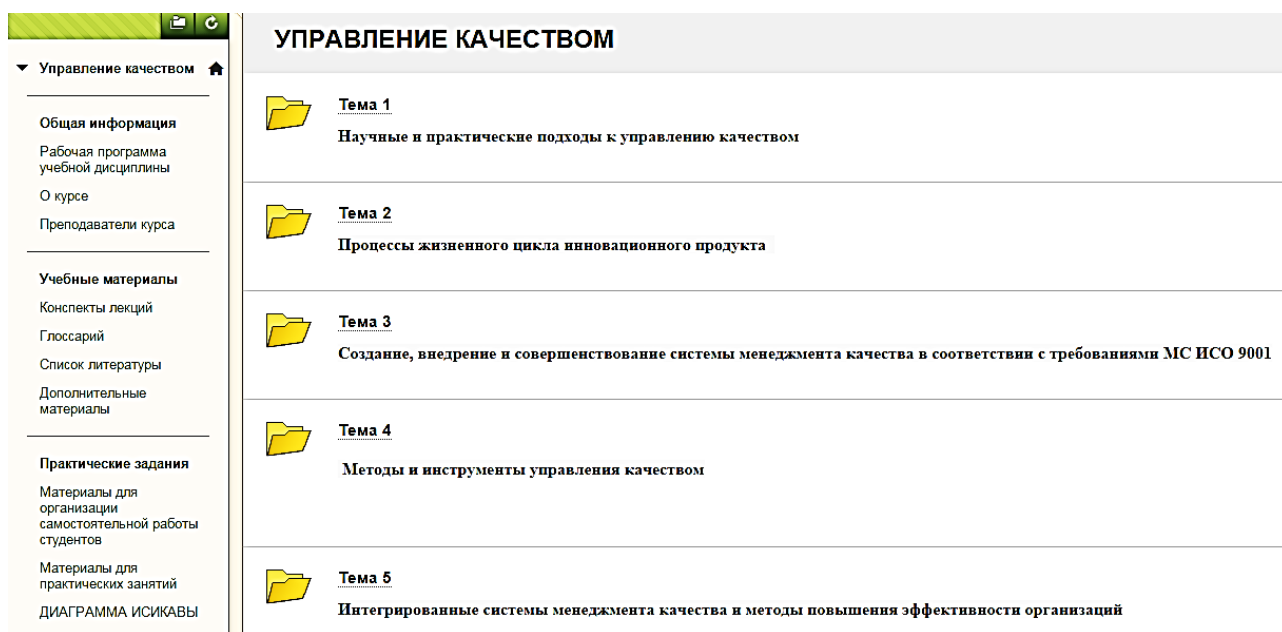 Управление качеством
Общая информация
Рабочая программа
учебной дисциплины
О курсе
Преподаватели курса
Учебные материалы
Конспекты лекций
Глоссарий
Список литературы
Дополнительные
материалы
Практические задания
Материалы для
организации
самостоятельной работы
студентов
Материалы для
практических занятий
ДИАГРАММА ИСИКАВЫ
УПРАВЛЕНИЕ КАЧЕСТВОМ
Тема 1
Научные и практические подходы к управлению качеством
Тема 2
Процессы жизненного цикла инновационного продукта
Тема 3
Создание, внедрение и совершенствование системы менеджмента качества в соответствии с требованиями МС ИСО 9001
Тема 4
Методы и инструменты управления качеством
Тема 5
Интегрированные системы менеджмента качества и методы повышения эффективности организаций